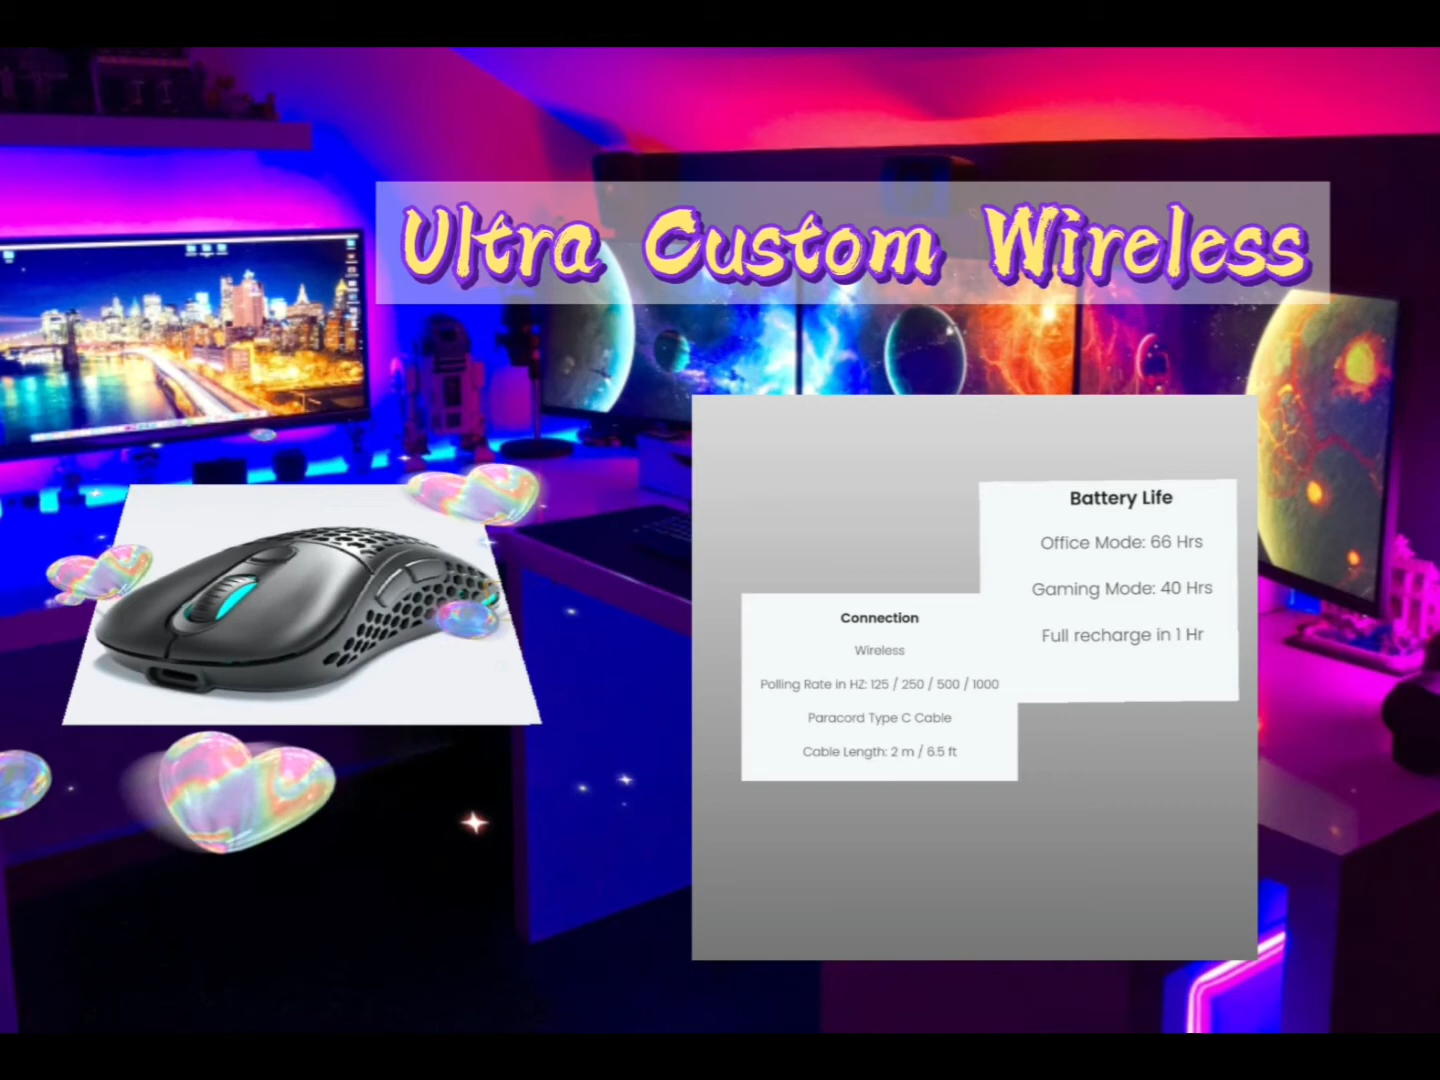 Ultra Custom Wireless
Battery Life
Office Mode: 66 Hrs
Gaming Mode: 40 Hrs
Full recharge in 1 Hr
Connection
Wireless
Polling Rate in HZ: 125 / 250 / 500 / 1000
Paracord Type C Cable
Cable Length: 2 m / 6.5 ft